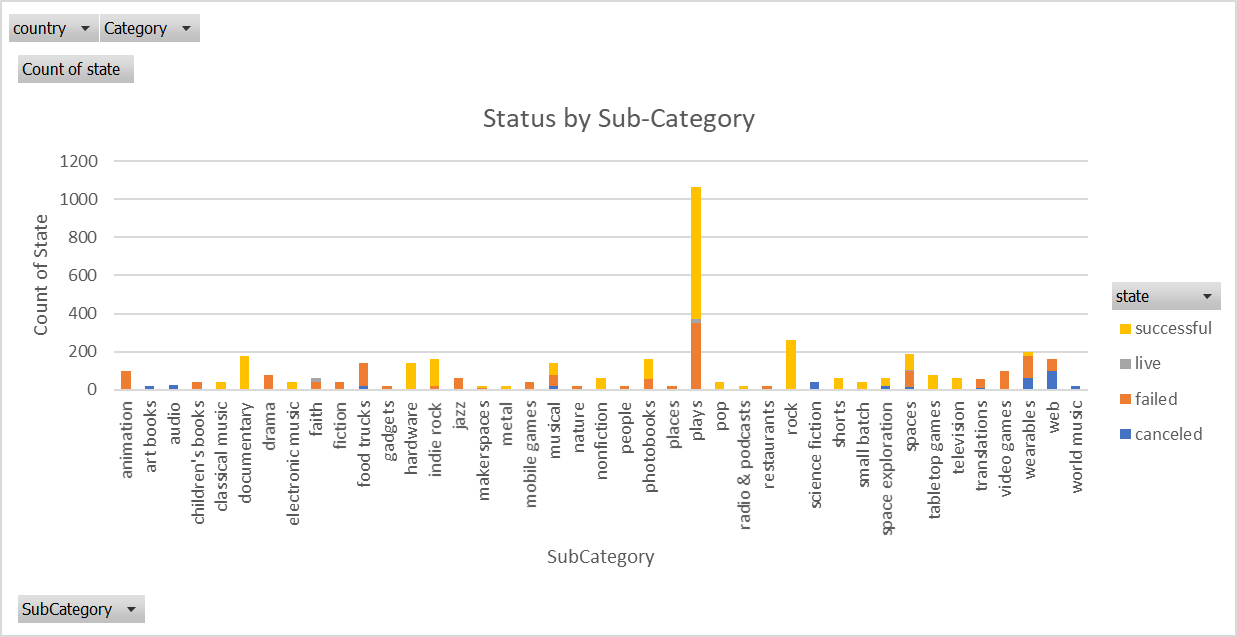 country Category
Count of state
Status by Sub-Category
1200
1000
800
600
400
200
0
Count of State
animation
art books
audio
children's books
classical music
documentary
drama
electronic music
faith
fiction
food trucks
gadgets
hardware
indie rock
jazz
makerspaces
metal
mobile games
musical
nature
nonfiction
people
photobooks
places
plays
pop
radio & podcasts
restaurants
rock
science fiction
shorts
small batch
space exploration
spaces
tabletop games
television
translations
video games
wearables
web
world music
SubCategory
state
successful
live
failed
canceled
SubCategory